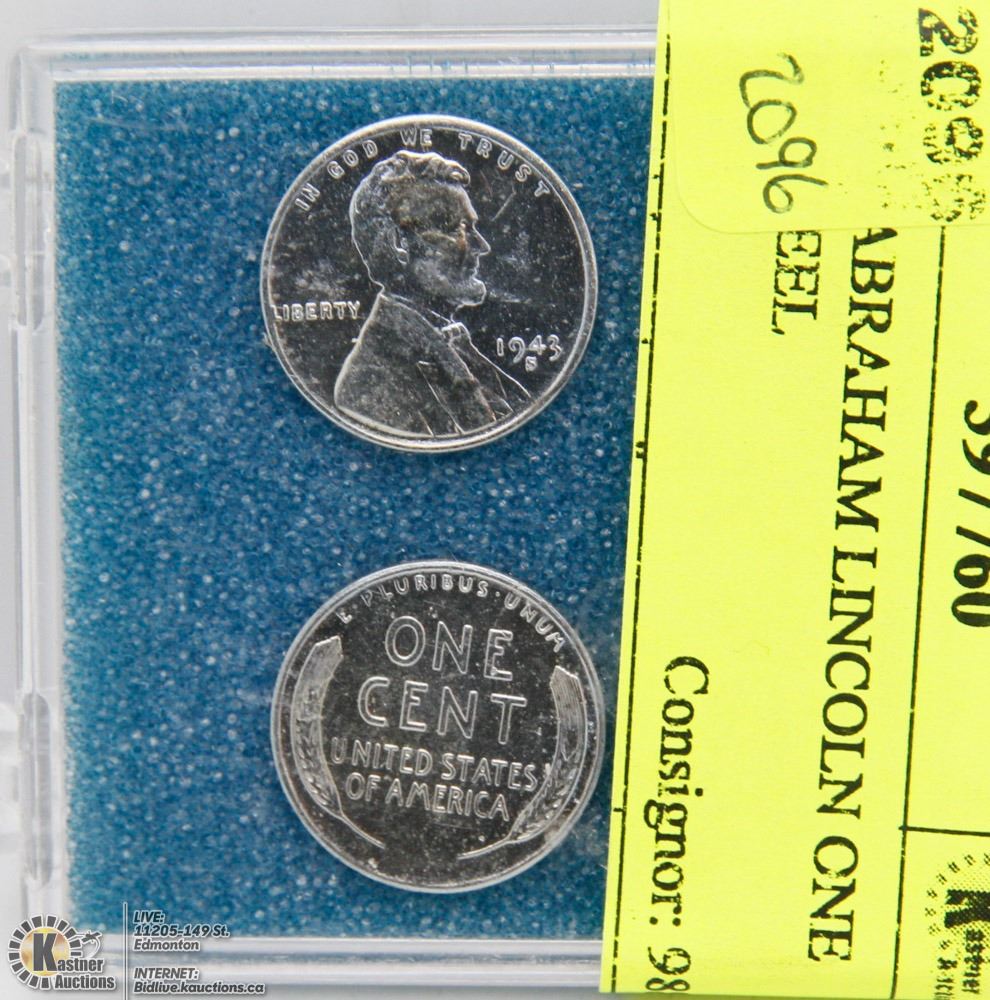 IN GOD WE TRUST
LIBERTY
1943
S
E · PLURIBUS · UNUM
ONE
CENT
UNITED STATES
OF AMERICA
2096
ABRAHAM LINCOLN ONE
EEL
Consignor: 98
Kastner
Auctions
LIVE:
11205-149 St.
Edmonton
INTERNET:
Bidlive.kauctions.ca